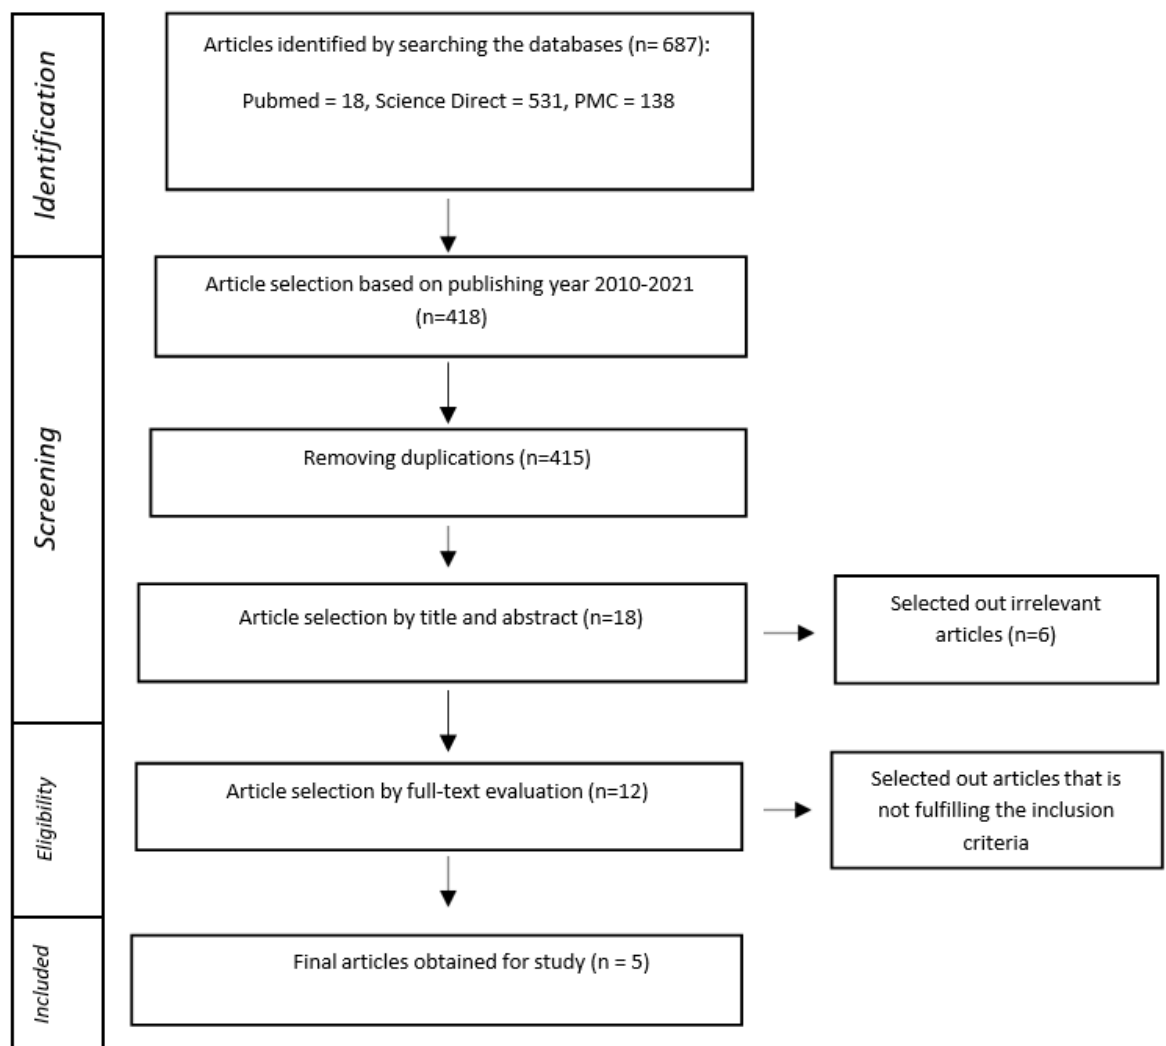 Identification
Articles identified by searching the databases (n= 687):
Pubmed = 18, Science Direct = 531, PMC = 138
Screening
Article selection based on publishing year 2010-2021
(n=418)
Removing duplications (n=415)
Article selection by title and abstract (n=18)
Selected out irrelevant
articles (n=6)
Eligibility
Article selection by full-text evaluation (n=12)
Selected out articles that is
not fulfilling the inclusion
criteria
Included
Final articles obtained for study (n = 5)